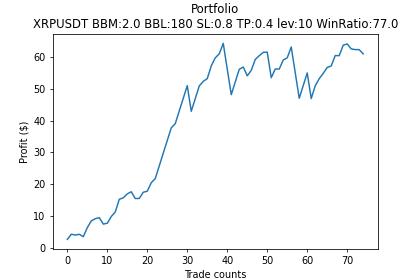 Portfolio
XRPUSDT BBM:2.0 BBL:180 SL:0.8 TP:0.4 lev:10 WinRatio:77.0
60
50
40
30
20
10
0
Profit ($)
0 10 20 30 40 50 60 70
Trade counts